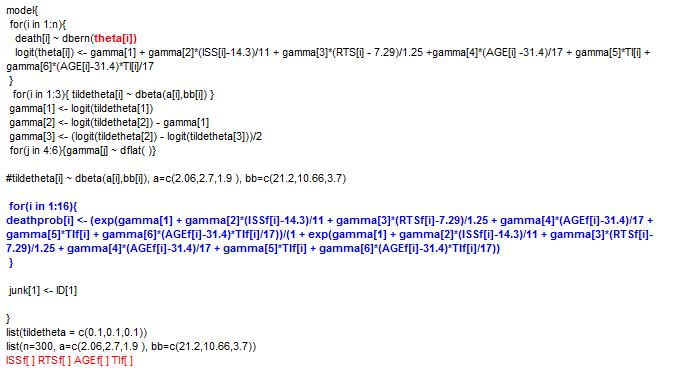 model{
for(i in 1:n){
death[i] ~ dbern(theta[i])
logit(theta[i]) <- gamma[1] + gamma[2]*(ISS[i]-14.3)/11 + gamma[3]*(RTS[i] - 7.29)/1.25 +gamma[4]*(AGE[i] -31.4)/17 + gamma[5]*TI[i] +
gamma[6]*(AGE[i]-31.4)*TI[i]/17
}
for(i in 1:3){ tildetheta[i] ~ dbeta(a[i],bb[i]) }
gamma[1] <- logit(tildetheta[1])
gamma[2] <- logit(tildetheta[2]) - gamma[1]
gamma[3] <- (logit(tildetheta[2]) - logit(tildetheta[3]))/2
for(j in 4:6){gamma[j] ~ dflat( )}
#tildetheta[i] ~ dbeta(a[i],bb[i]), a=c(2.06,2.7,1.9 ), bb=c(21.2,10.66,3.7)
for(i in 1:16){
deathprob[i] <- (exp(gamma[1] + gamma[2]*(ISSf[i]-14.3)/11 + gamma[3]*(RTSf[i]-7.29)/1.25 + gamma[4]*(AGEf[i]-31.4)/17 +
gamma[5]*TIf[i] + gamma[6]*(AGEf[i]-31.4)*TIf[i]/17))/(1 + exp(gamma[1] + gamma[2]*(ISSf[i]-14.3)/11 + gamma[3]*(RTSf[i]-
7.29)/1.25 + gamma[4]*(AGEf[i]-31.4)/17 + gamma[5]*TIf[i] + gamma[6]*(AGEf[i]-31.4)*TIf[i]/17))
}
junk[1] <- ID[1]
}
list(tildetheta = c(0.1,0.1,0.1))
list(n=300, a=c(2.06,2.7,1.9 ), bb=c(21.2,10.66,3.7))
ISSf[ ] RTSf[ ] AGEf[ ] TIf[ ]